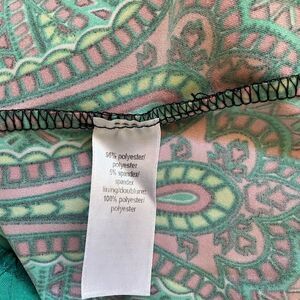 95% polyester/
polyester
5% spandex/
spandex
lining/doublure:
100% polyester/
polyester